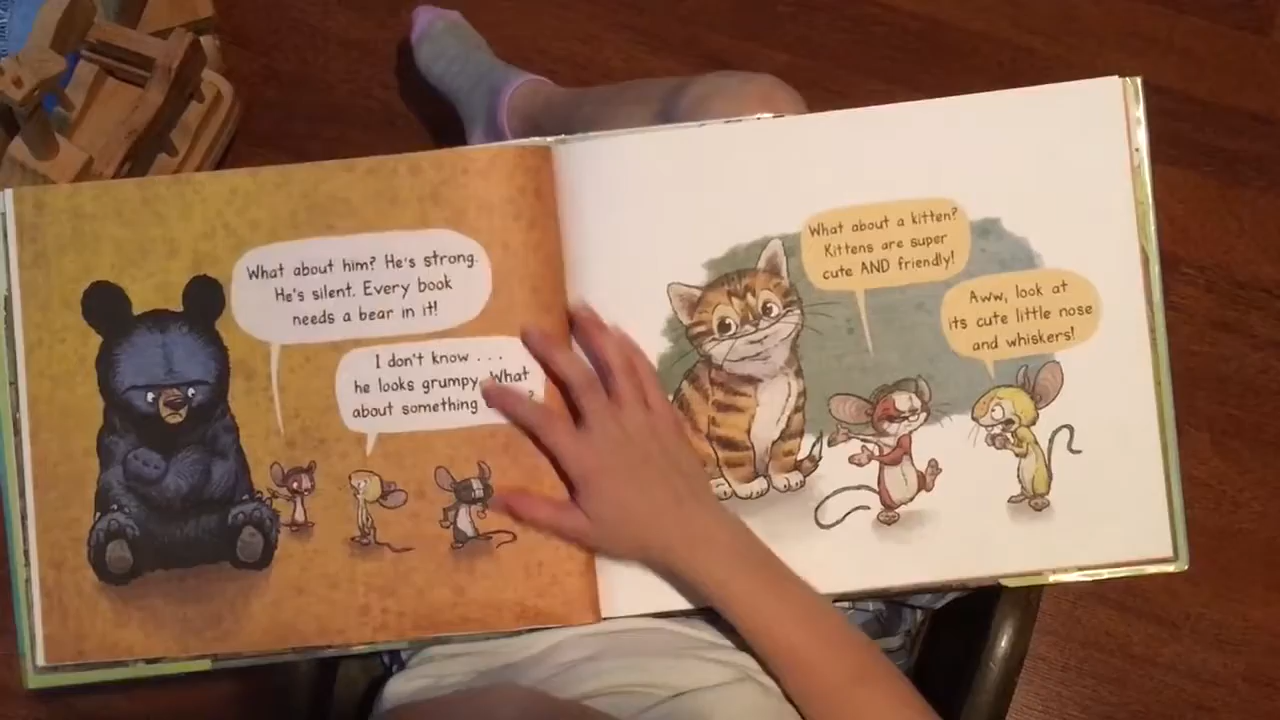 What about him? He's strong.
He's silent. Every book
needs a bear in it!
I don't know . . .
he looks grumpy. What
about something
What about a kitten?
Kittens are super
cute AND friendly!
Aww, look at
its cute little nose
and whiskers!